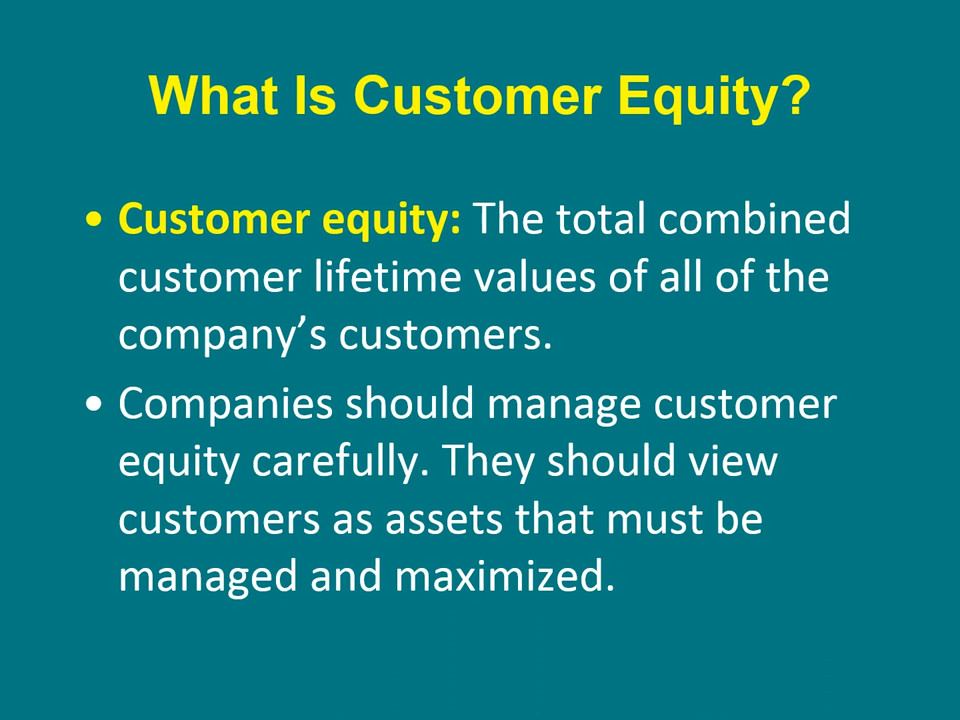 What Is Customer Equity?
• Customer equity: The total combined
customer lifetime values of all of the
company’s customers.
• Companies should manage customer
equity carefully. They should view
customers as assets that must be
managed and maximized.